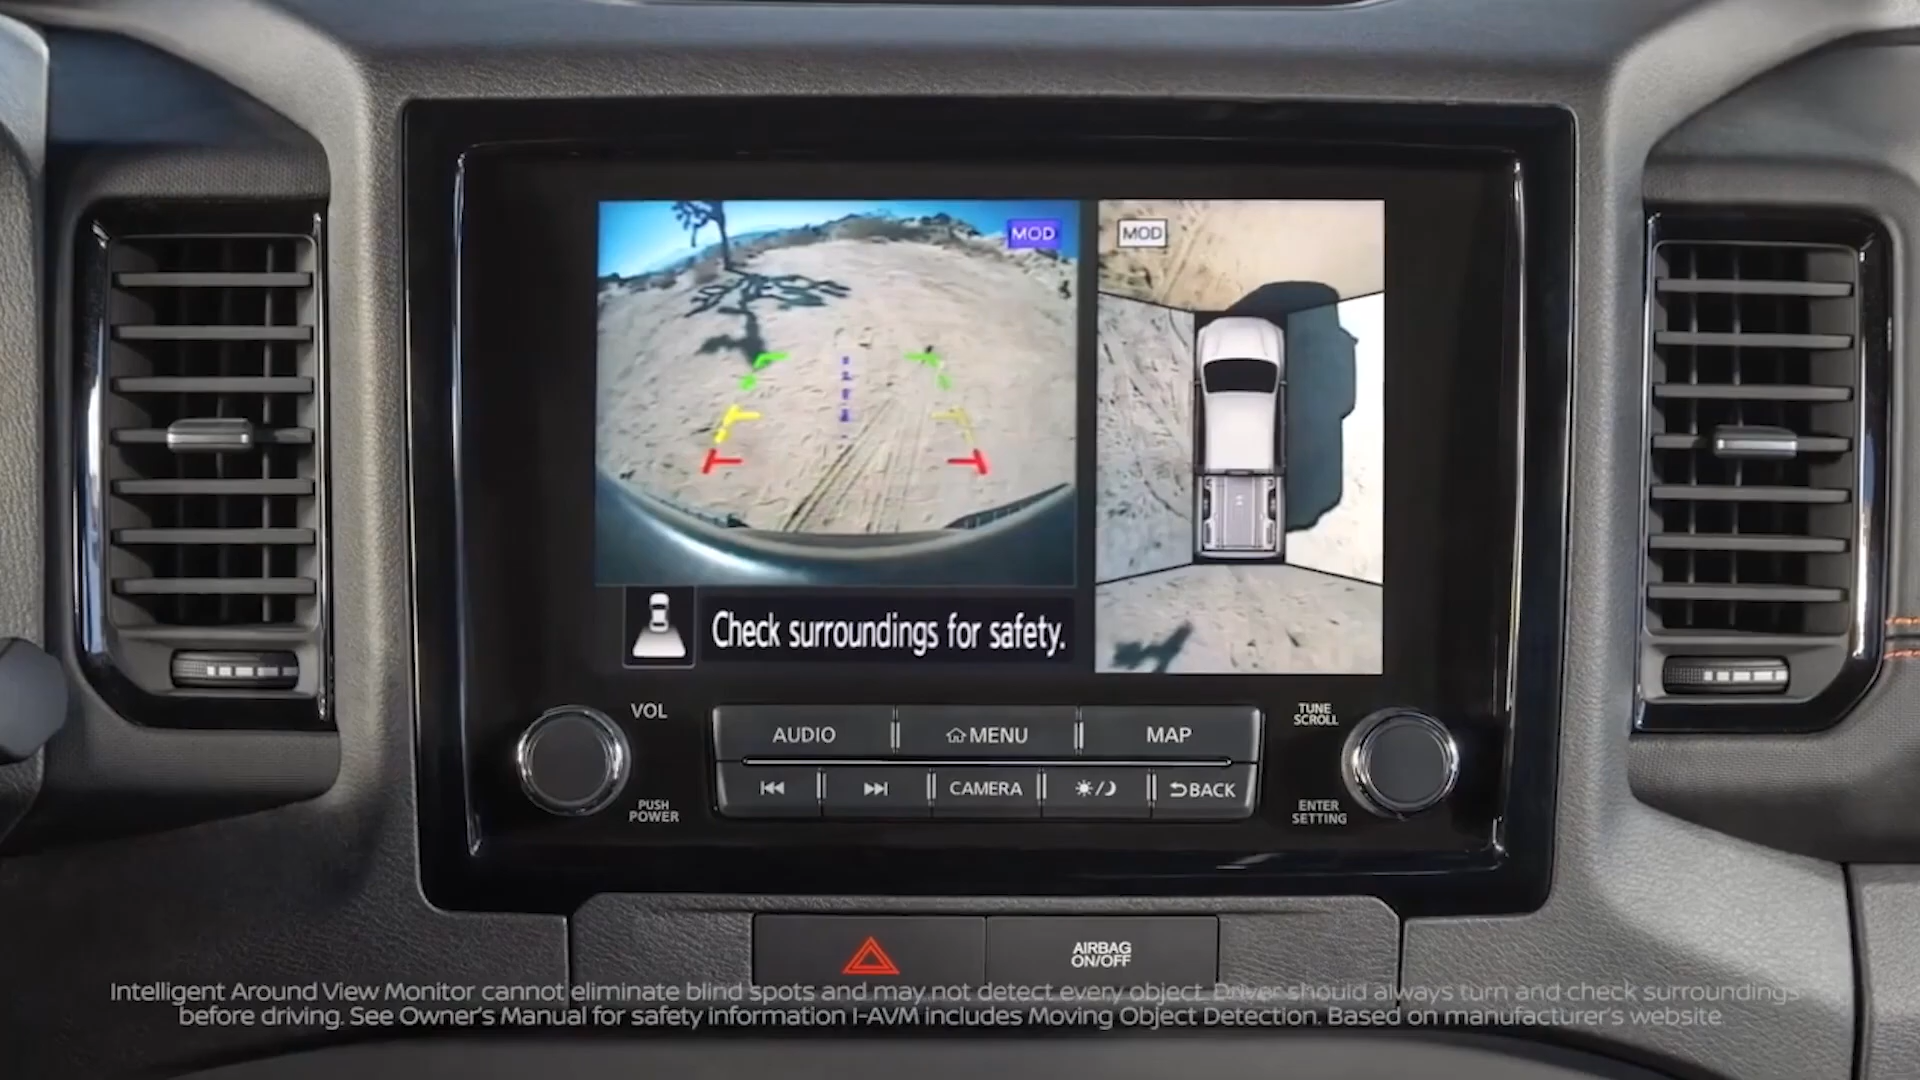 MOD
MOD
Check surroundings for safety.
VOL
TUNE
SCROLL
AUDIO
MENU
MAP
CAMERA
BACK
PUSH
POWER
ENTER
SETTING
AIRBAG
ON/OFF
Intelligent Around View Monitor cannot eliminate blind spots and may not detect every object. Driver should always turn and check surroundings
before driving. See Owner's Manual for safety information I-AVM includes Moving Object Detection. Based on manufacturer's website.